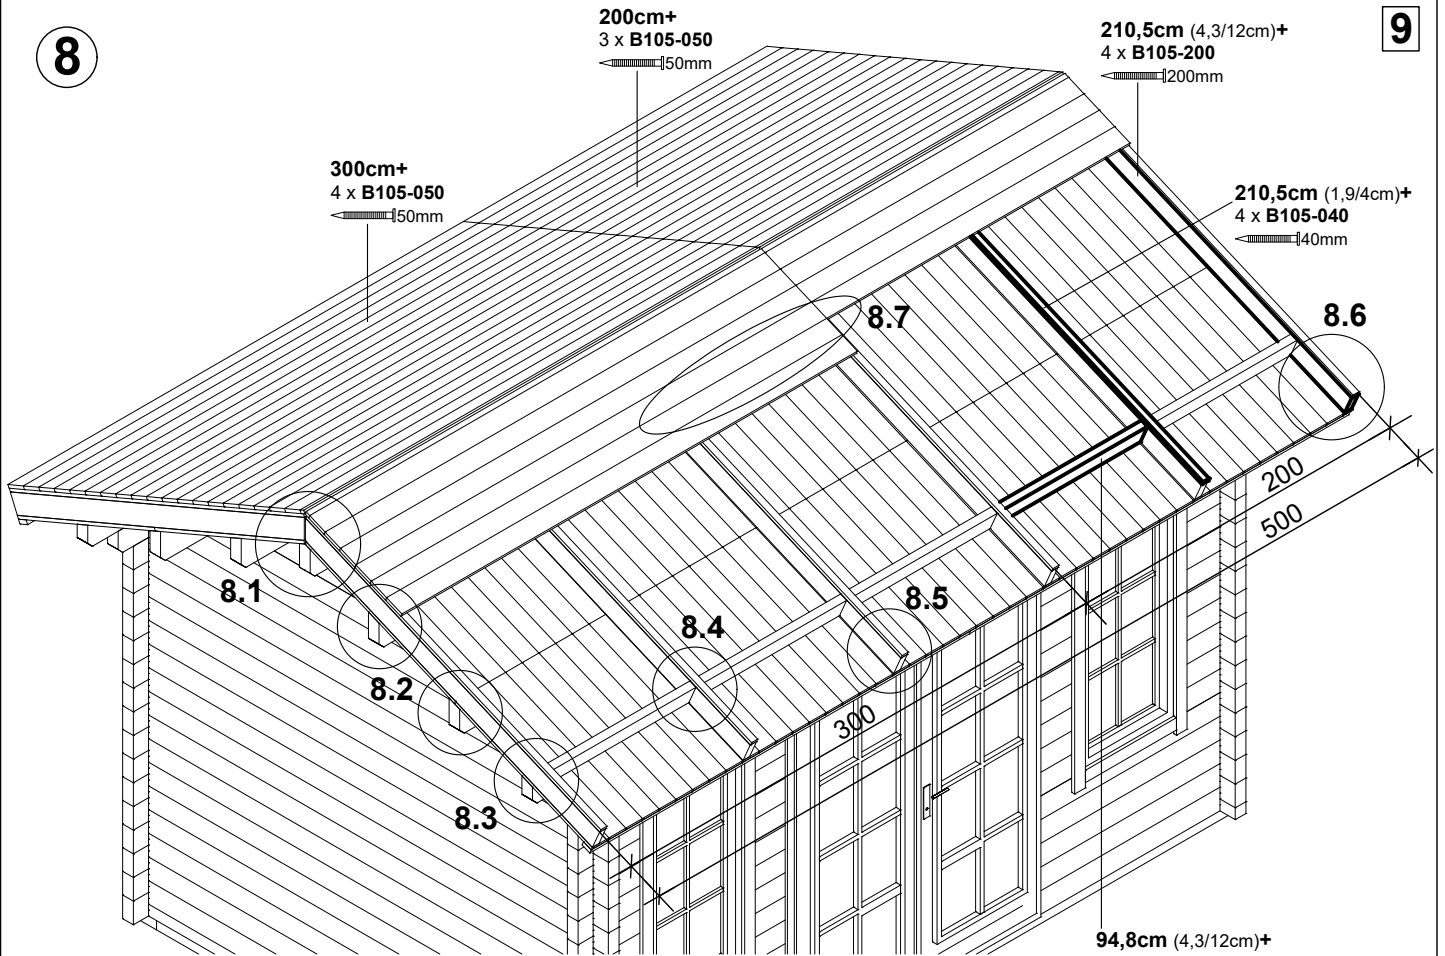 8
9
200cm+
3 x B105-050
50mm
210,5cm (4,3/12cm)+
4 x B105-200
200mm
300cm+
4 x B105-050
50mm
210,5cm (1,9/4cm)+
4 x B105-040
40mm
8.7
8.6
200
500
8.1
8.5
8.4
8.2
300
8.3
94,8cm (4,3/12cm)+